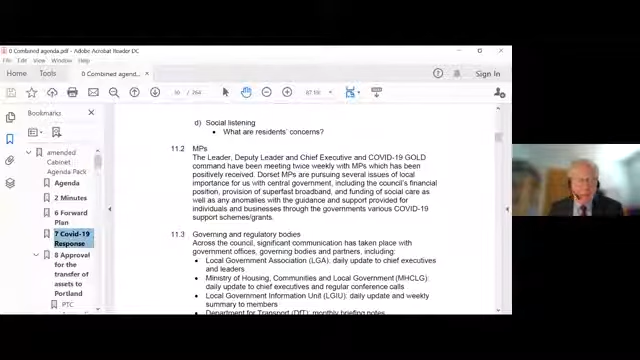 0 Combined agenda.pdf - Adobe Acrobat Reader DC
File Edit View Window Help
Home Tools 0 Combined agend... × Sign In
/ 264
Bookmarks ×
amended
Cabinet
Agenda Pack
Agenda
2 Minutes
6 Forward
Plan
7 Covid-19
Response
8 Approval
for the
transfer of
assets to
Portland
PTC
d) Social listening
• What are residents' concerns?
11.2 MPs
The Leader, Deputy Leader and Chief Executive and COVID-19 GOLD
command have been meeting twice weekly with MPs which has been
positively received. Dorset MPs are pursuing several issues of local
importance for us with central government, including the council's financial
position, provision of superfast broadband, and funding of social care as
well as any anomalies with the guidance and support provided for
individuals and businesses through the governments various COVID-19
support schemes/grants.
11.3 Governing and regulatory bodies
Across the council, significant communication has taken place with
government offices, governing bodies and partners, including:
• Local Government Association (LGA): daily update to chief executives
and leaders
• Ministry of Housing, Communities and Local Government (MHCLG):
daily update to chief executives and regular conference calls
• Local Government Information Unit (LGIU): daily update and weekly
summary to members
• Department for Transport (DfT): monthly briefing notes